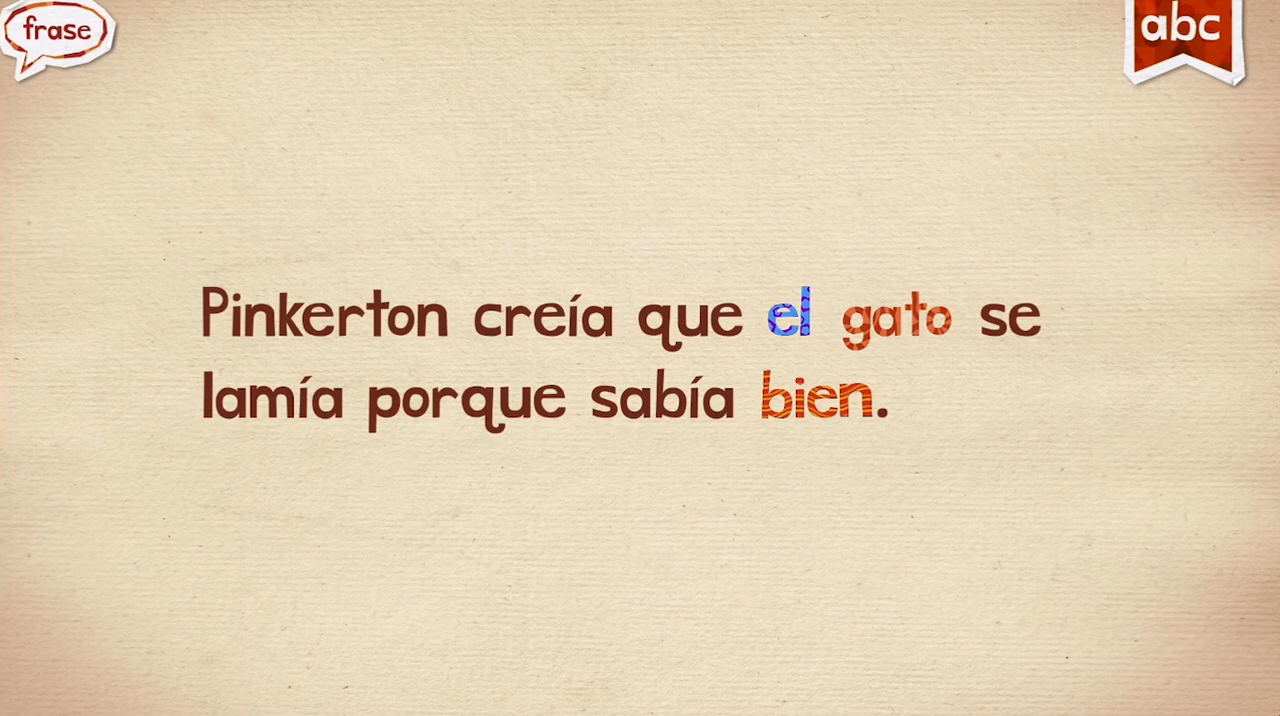 frase
abc
Pinkerton creía que el gato se
lamía porque sabía bien.